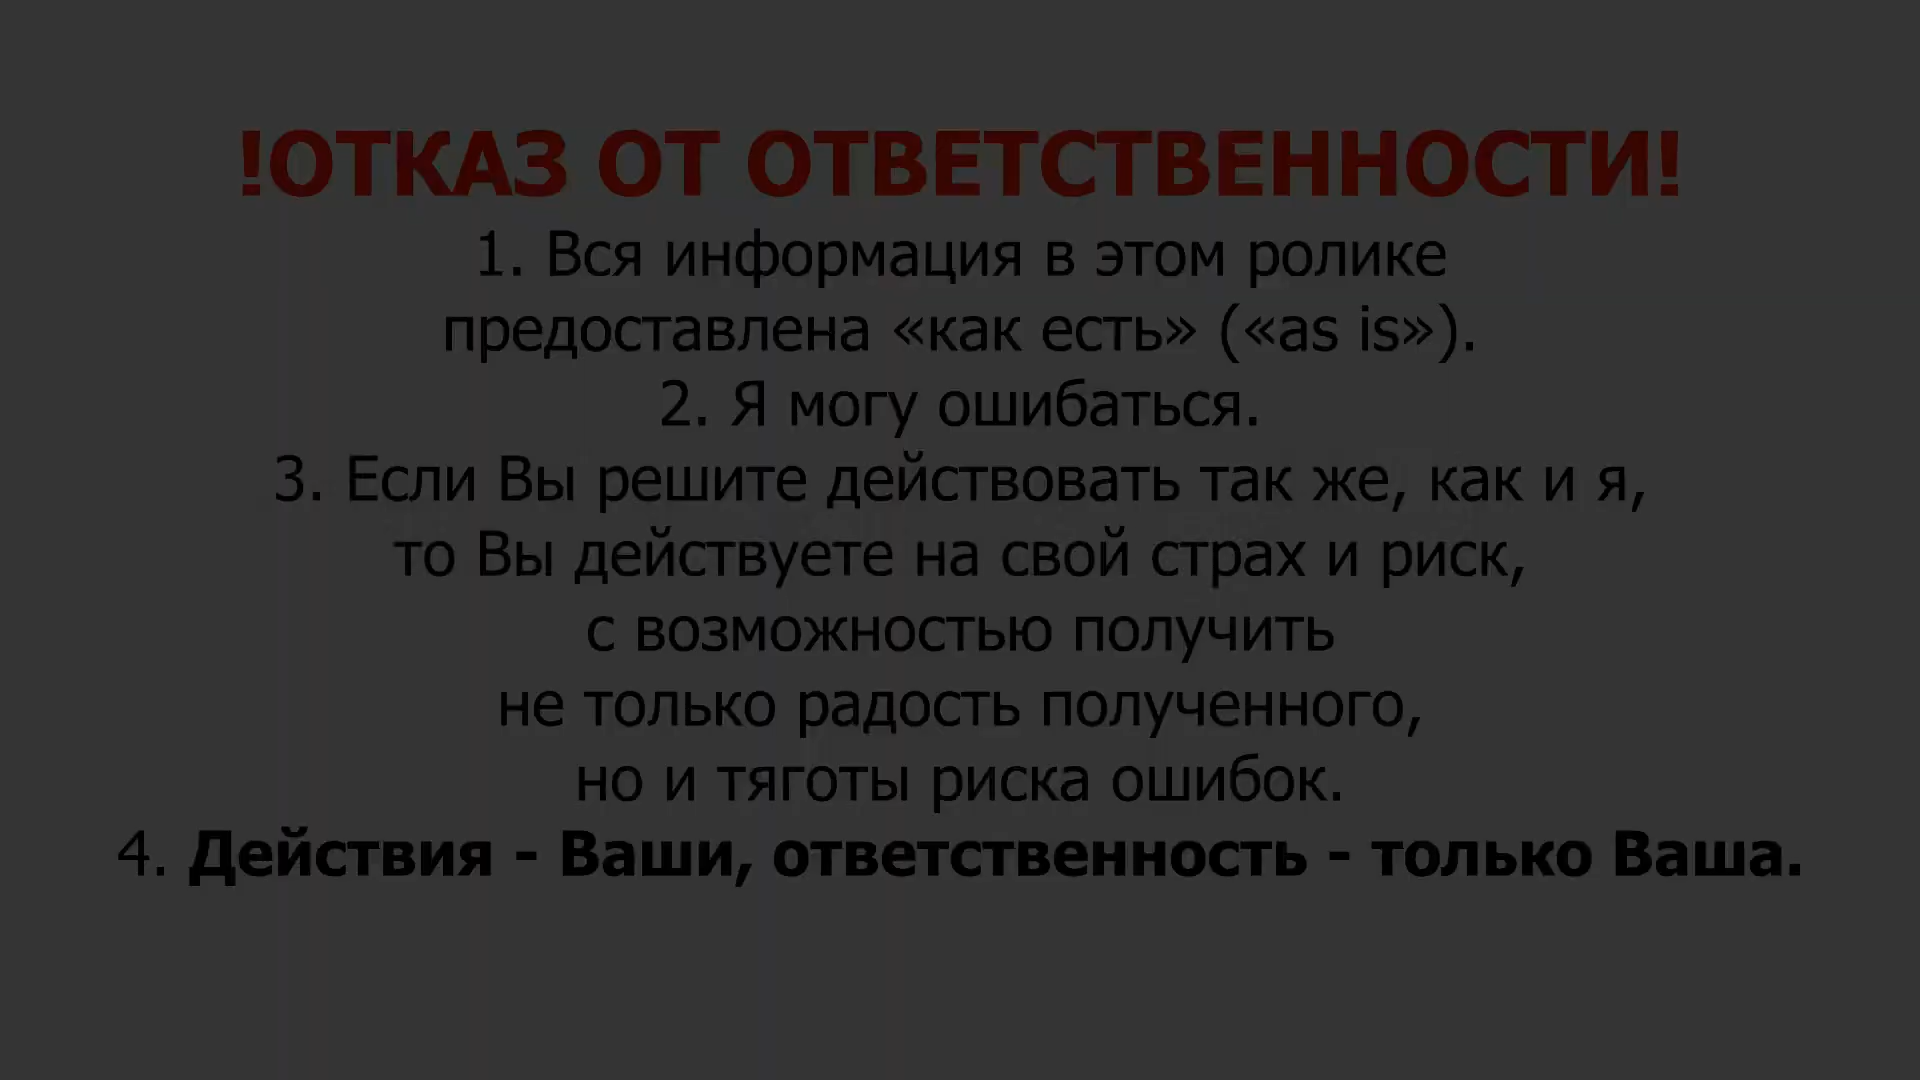 !ОТКАЗ ОТ ОТВЕТСТВЕННОСТИ!
1. Вся информация в этом ролике
предоставлена «как есть» («as is»).
2. Я могу ошибаться.
3. Если Вы решите действовать так же, как и я,
то Вы действуете на свой страх и риск,
с возможностью получить
не только радость полученного,
но и тяготы риска ошибок.
4. Действия - Ваши, ответственность - только Ваша.